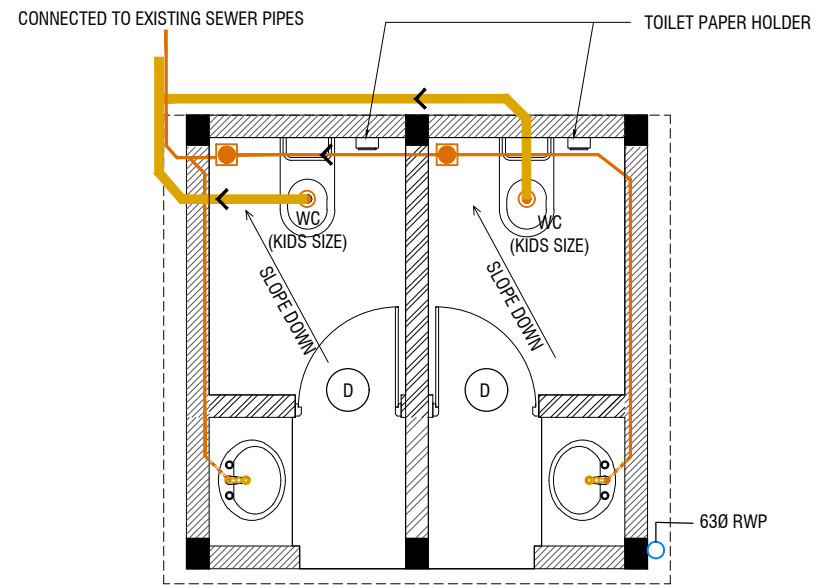 CONNECTED TO EXISTING SEWER PIPES
TOILET PAPER HOLDER
WC
(KIDS SIZE)
WC
(KIDS SIZE)
SLOPE DOWN
SLOPE DOWN
D
D
63Ø RWP